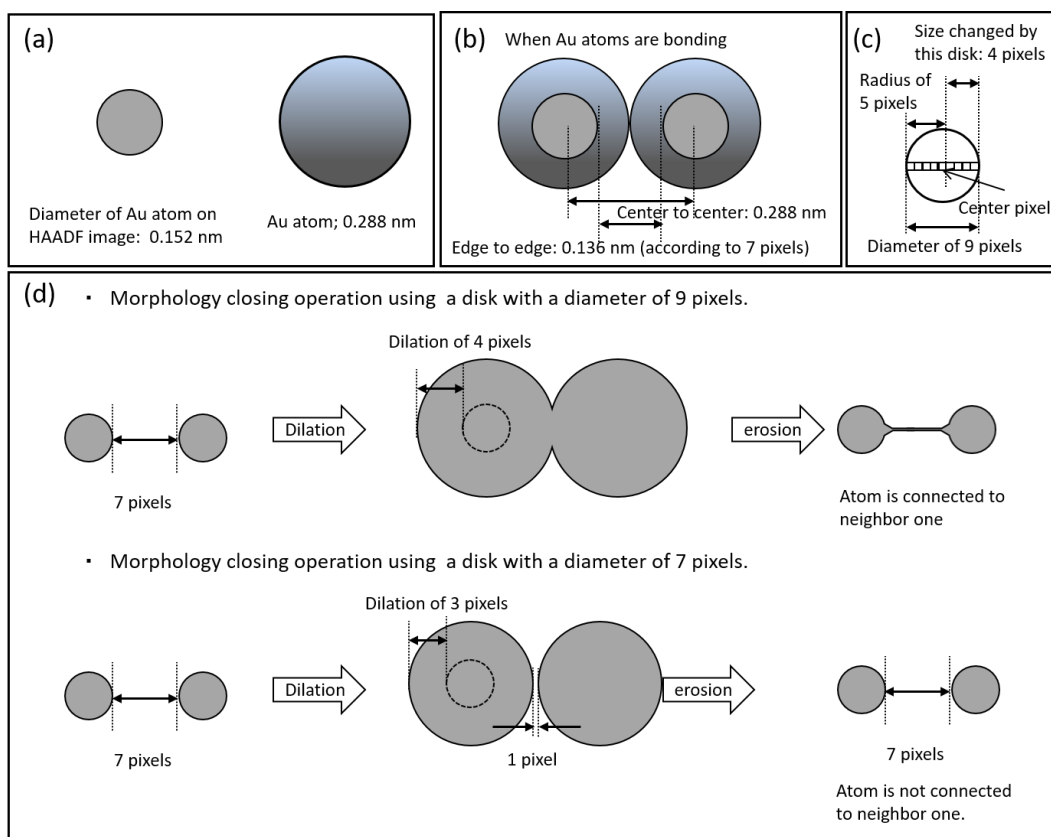 (a)
Diameter of Au atom on
HAADF image:  0.152 nm
Au atom; 0.288 nm
(b)
When Au atoms are bonding
Center to center: 0.288 nm
Edge to edge: 0.136 nm (according to 7 pixels)
(c)
Size changed by
this disk: 4 pixels
Radius of
5 pixels
Center pixel
Diameter of 9 pixels
(d)
・ Morphology closing operation using  a disk with a diameter of 9 pixels.
Dilation of 4 pixels
7 pixels
Dilation
erosion
Atom is connected to
neighbor one
・ Morphology closing operation using  a disk with a diameter of 7 pixels.
Dilation of 3 pixels
7 pixels
Dilation
1 pixel
erosion
7 pixels
Atom is not connected
to neighbor one.